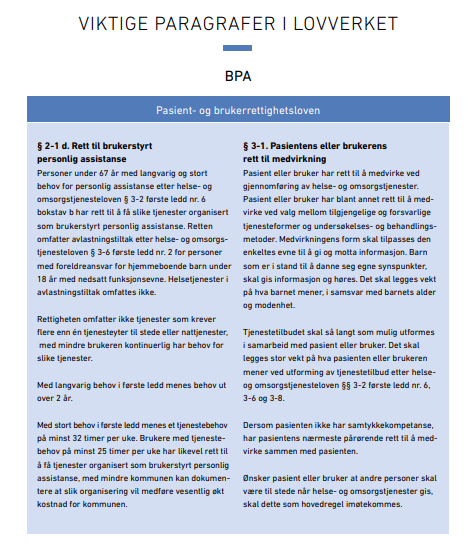 VIKTIGE PARAGRAFER I LOVVERKET
BPA
Pasient- og brukerrettighetsloven
§ 2-1 d. Rett til brukerstyrt
personlig assistanse
Personer under 67 år med langvarig og stort
behov for personlig assistanse etter helse- og
omsorgstjenesteloven § 3-6 første ledd nr. 6
bokstav b har rett til å få slike tjenester organisert
som brukerstyrt personlig assistanse. Retten
omfatter avlastningstiltak etter helse- og omsorgs-
tjenesteloven § 3-6 første ledd nr. 2 for personer
med foreldreansvar for hjemmeboende barn under
18 år med nedsatt funksjonsevne. Helsetjenester i
avlastningstiltak omfattes ikke.
Rettigheten omfatter ikke tjenester som krever
flere enn én tjenesteyter til stede eller nattjenester,
med mindre brukeren kontinuerlig har behov for
slike tjenester.
Med langvarig behov i første ledd menes behov ut
over 2 år.
Med stort behov i første ledd menes et tjenestebehov
på minst 32 timer per uke. Brukere med tjeneste-
behov på minst 25 timer per uke har likevel rett til
å få tjenester organisert som brukerstyrt personlig
assistanse, med mindre kommunen kan dokumen-
tere at slik organisering vil medføre vesentlig økt
kostnad for kommunen.
§ 3-1. Pasientens eller brukerens
rett til medvirkning
Pasient eller bruker har rett til å medvirke ved
gjennomføring av helse- og omsorgstjenester.
Pasient eller bruker har blant annet rett til å med-
virke ved valg mellom tilgjengelige og forsvarlige
tjenesteformer og undersøkelses- og behandlings-
metoder. Medvirkningens form skal tilpasses den
enkeltes evne til å gi og motta informasjon. Barn
som er i stand til å danne seg egne synspunkter,
skal gis informasjon og høres. Det skal legges vekt
på hva barnet mener, i samsvar med barnets alder
og modenhet.
Tjenestetilbudet skal så langt som mulig utformes
i samarbeid med pasient eller bruker. Det skal
legges stor vekt på hva pasienten eller brukeren
mener ved utforming av tjenestetilbud etter helse-
og omsorgstjenesteloven §§ 3-2 første ledd nr. 6,
3-6 og 3-8.
Dersom pasienten ikke har samtykkekompetanse,
har pasientens nærmeste pårørende rett til å med-
virke sammen med pasienten.
Ønsker pasient eller bruker at andre personer skal
være til stede når helse- og omsorgstjenester gis,
skal dette som hovedregel imøtekommes.